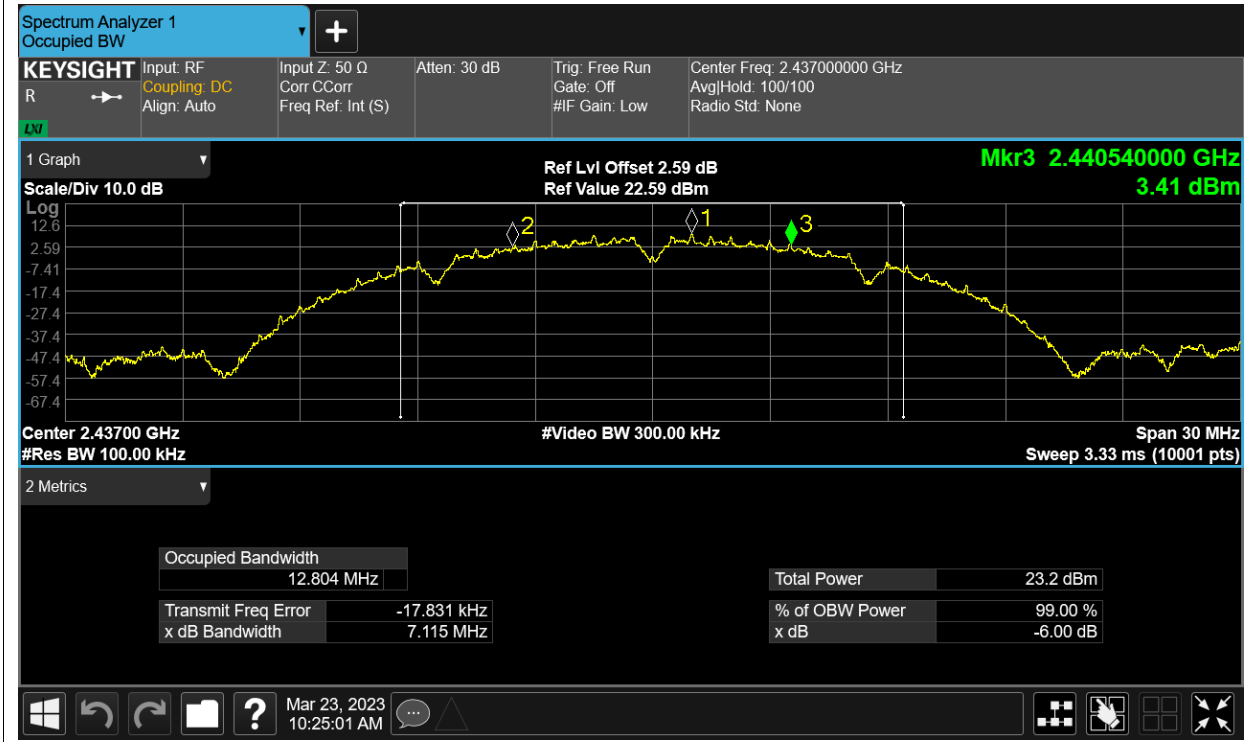 Spectrum Analyzer 1
Occupied BW
KEYSIGHT Input: RF Input Z: 50 Ω Atten: 30 dB Trig: Free Run Center Freq: 2.437000000 GHz
R Coupling: DC Corr CCorr Gate: Off Avg|Hold: 100/100
Align: Auto Freq Ref: Int (S) #IF Gain: Low Radio Std: None
LXI
1 Graph
Ref Lvl Offset 2.59 dB
Mkr3 2.440540000 GHz
Scale/Div 10.0 dB Ref Value 22.59 dBm 3.41 dBm
Log
12.6
2.59
-7.41
-17.4
-27.4
-37.4
-47.4
-57.4
-67.4
2 1 3
Center 2.43700 GHz #Video BW 300.00 kHz Span 30 MHz
#Res BW 100.00 kHz Sweep 3.33 ms (10001 pts)
2 Metrics
Occupied Bandwidth
12.804 MHz Total Power 23.2 dBm
Transmit Freq Error -17.831 kHz % of OBW Power 99.00 %
x dB Bandwidth 7.115 MHz x dB -6.00 dB
? Mar 23, 2023
10:25:01 AM